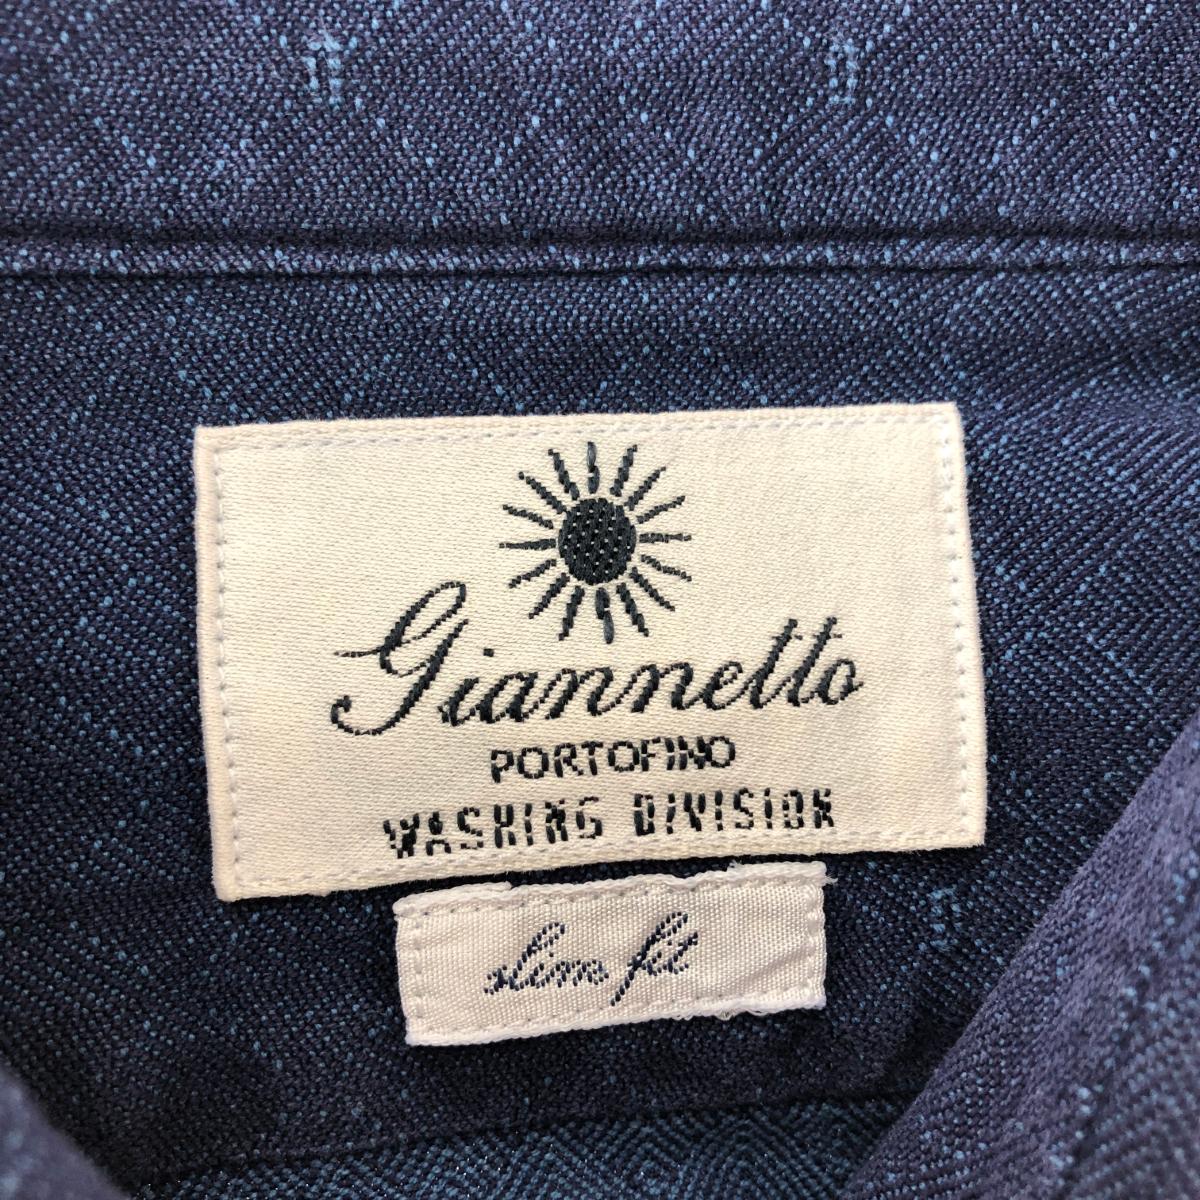 Giannetto
PORTOFINO
WASHING DIVISION
slim fit